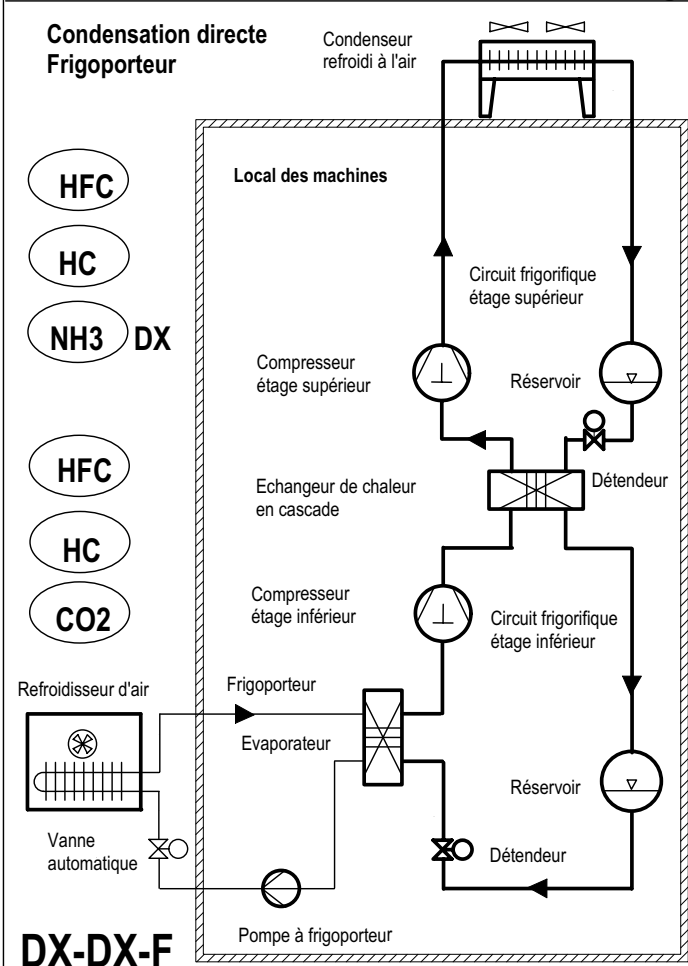 Condensation directe
Frigoporteur
Condenseur
refroidi à l'air
Local des machines
HFC
HC
NH3 DX
Circuit frigorifique
étage supérieur
Compresseur
étage supérieur
Réservoir
HFC
HC
CO2
Echangeur de chaleur
en cascade
Détendeur
Compresseur
étage inférieur
Circuit frigorifique
étage inférieur
Refroidisseur d'air
Frigoporteur
Evaporateur
Réservoir
Vanne
automatique
Détendeur
Pompe à frigoporteur
DX-DX-F